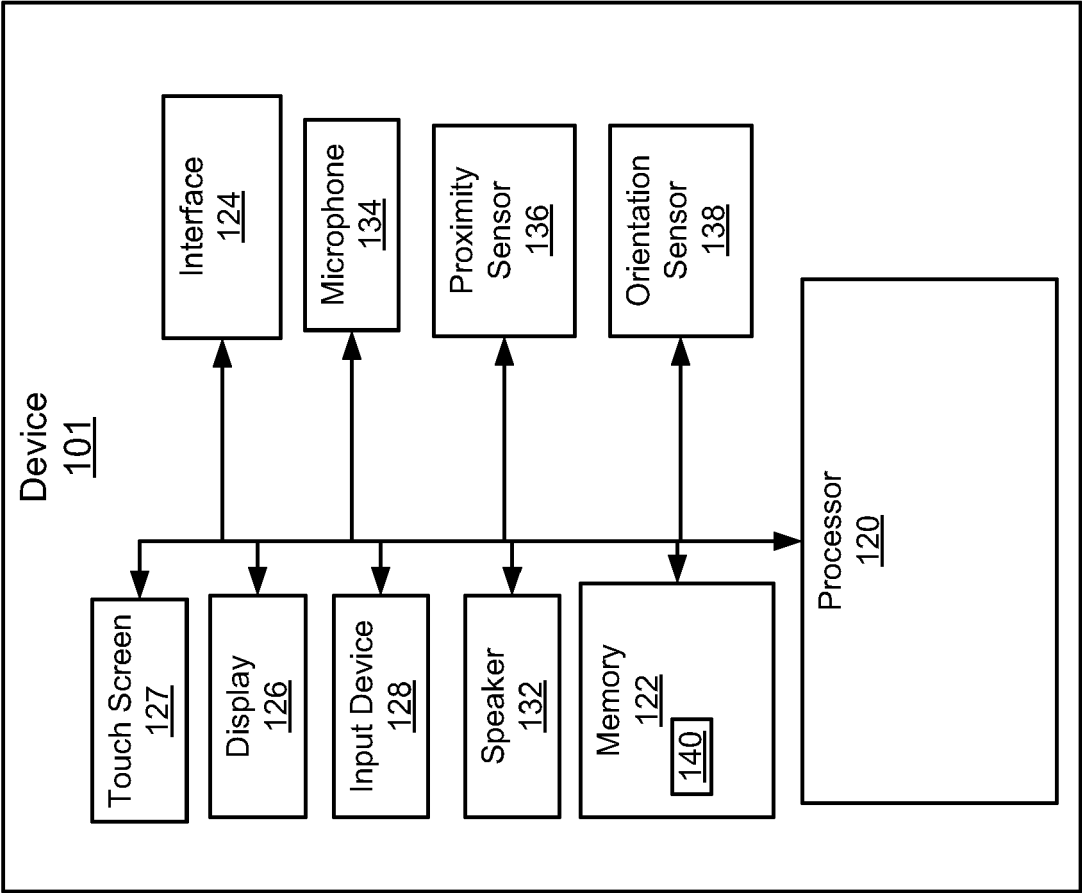 Device
101
Touch Screen
127
Display
126
Input Device
128
Speaker
132
Memory
122
140
Interface
124
Microphone
134
Proximity
Sensor
136
Orientation
Sensor
138
Processor
120